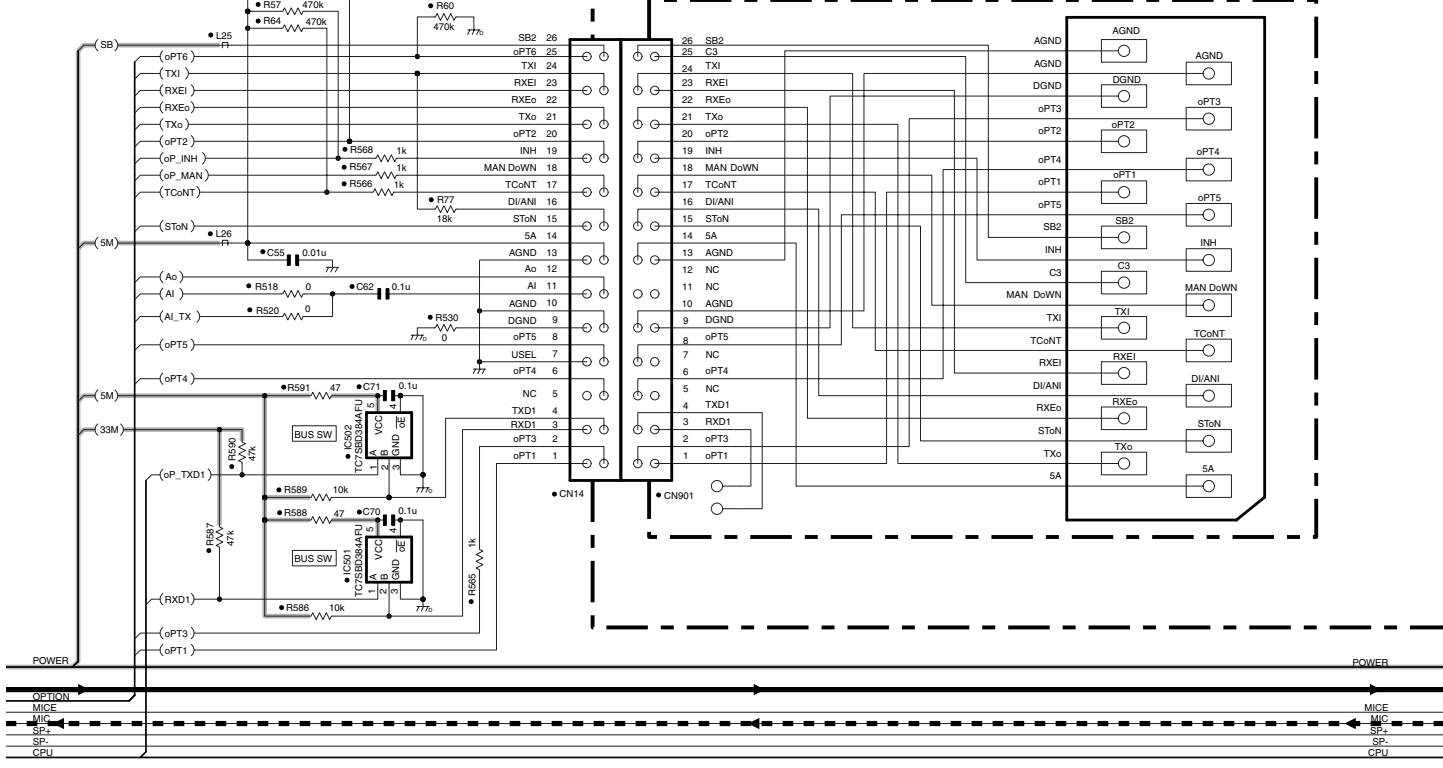 R57 470k
R64 470k
R60
470k
L25
(SB)
(oPT6)
(TXI )
(RXEI )
(RXEo)
(TXo )
(oPT2 )
(oP_INH )
(oP_MAN)
(TCoNT)
(SToN )
(5M)
L26
(Ao )
(AI )
(AI_TX )
(oPT5 )
(oPT4 )
(5M)
(33M)
(oP_TXD1)
(RXD1)
(oPT3 )
(oPT1)
R568 1k
R567 1k
R566 1k
R77
18k
C55 0.01u
R518 0
C62 0.1u
R520 0
R530
0
R591 47
C71 0.1u
BUS SW
IC502
TC7SBD384AFU
VCC
oE
A
B
GND
5
4
1
2
3
R590
47k
R589 10k
R588 47
C70 0.1u
R587
47k
BUS SW
IC501
TC7SBD384AFU
VCC
oE
A
B
GND
5
4
1
2
3
R586 10k
R565
1k
SB2 26
oPT6 25
TXI 24
RXEI 23
RXEo 22
TXo 21
oPT2 20
INH 19
MAN DoWN 18
TCoNT 17
DI/ANI 16
SToN 15
5A 14
AGND 13
Ao 12
AI 11
AGND 10
DGND 9
oPT5 8
USEL 7
oPT4 6
NC 5
TXD1 4
RXD1 3
oPT3 2
oPT1 1
CN14
26 SB2
25 C3
24 TXI
23 RXEI
22 RXEo
21 TXo
20 oPT2
19 INH
18 MAN DoWN
17 TCoNT
16 DI/ANI
15 SToN
14 5A
13 AGND
12 NC
11 NC
10 AGND
9 DGND
8 oPT5
7 NC
6 oPT4
5 NC
4 TXD1
3 RXD1
2 oPT3
1 oPT1
CN901
AGND
AGND
DGND
oPT3
oPT2
oPT4
oPT1
oPT5
SB2
INH
C3
MAN DoWN
TXI
TCoNT
RXEI
DI/ANI
RXEo
SToN
TXo
5A
AGND
AGND
DGND
oPT3
oPT2
oPT4
oPT1
oPT5
SB2
INH
C3
MAN DoWN
TXI
TCoNT
RXEI
DI/ANI
RXEo
SToN
TXo
5A
POWER POWER
OPTION
MICE MICE
MIC MIC
SP+ SP+
SP- SP-
CPU CPU